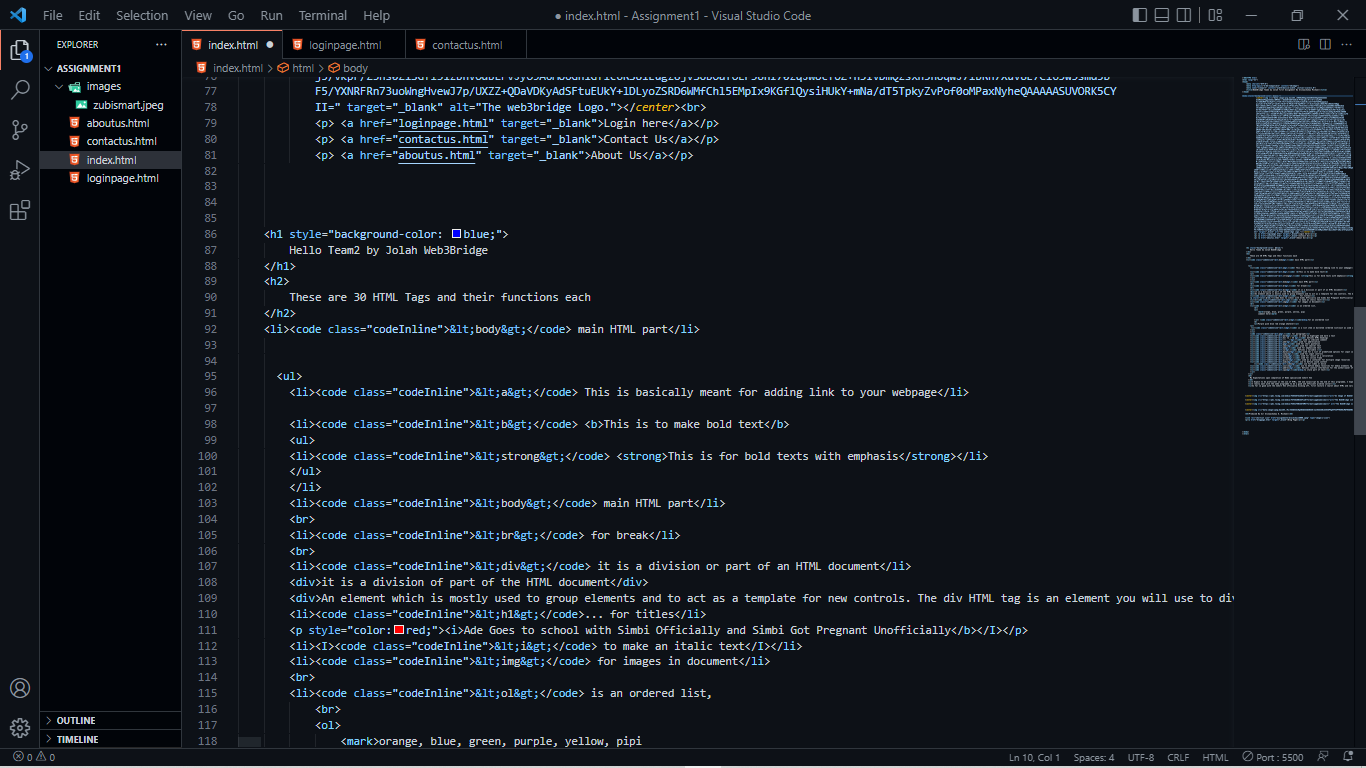 File Edit Selection View Go Run Terminal Help
● index.html - Assignment1 - Visual Studio Code
EXPLORER ···
index.html ● loginpage.html contactus.html
ASSIGNMENT1
images
zubismart.jpeg
aboutus.html
contactus.html
index.html
loginpage.html
OUTLINE
TIMELINE
index.html > html > body
77 F5/YXNRFRn73uoWngHvewJ7p/UXZZ+QDaVDKyAdSFtuEUkY+lDLyoZSRD6WMfChl5EMpIx9KGflQysiHUkY+mNa/dT5TpkyZvPof0oMPaxNyheQAAAAASUVORK5CY
78 II=" target="_blank" alt="The web3bridge Logo."></center><br>
79 <p> <a href="loginpage.html" target="_blank">Login here</a></p>
80 <p> <a href="contactus.html" target="_blank">Contact Us</a></p>
81 <p> <a href="aboutus.html" target="_blank">About Us</a></p>
82
83
84
85
86 <h1 style="background-color: blue;">
87 Hello Team2 by Jolah Web3Bridge
88 </h1>
89 <h2>
90 These are 30 HTML Tags and their functions each
91 </h2>
92 <li><code class="codeInline">&lt;body&gt;</code> main HTML part</li>
93
94
95 <ul>
96 <li><code class="codeInline">&lt;a&gt;</code> This is basically meant for adding link to your webpage</li>
97
98 <li><code class="codeInline">&lt;b&gt;</code> <b>This is to make bold text</b>
99 <ul>
100 <li><code class="codeInline">&lt;strong&gt;</code> <strong>This is for bold texts with emphasis</strong></li>
101 </ul>
102 </li>
103 <li><code class="codeInline">&lt;body&gt;</code> main HTML part</li>
104 <br>
105 <li><code class="codeInline">&lt;br&gt;</code> for break</li>
106 <br>
107 <li><code class="codeInline">&lt;div&gt;</code> it is a division or part of an HTML document</li>
108 <div>it is a division of part of the HTML document</div>
109 <div>An element which is mostly used to group elements and to act as a template for new controls. The div HTML tag is an element you will use to div
110 <li><code class="codeInline">&lt;h1&gt;</code>... for titles</li>
111 <p style="color:red;"><i>Ade Goes to school with Simbi Officially and Simbi Got Pregnant Unofficially</b></I></p>
112 <li><I><code class="codeInline">&lt;i&gt;</code> to make an italic text</I></li>
113 <li><code class="codeInline">&lt;img&gt;</code> for images in document</li>
114 <br>
115 <li><code class="codeInline">&lt;ol&gt;</code> is an ordered list,
116 <br>
117 <ol>
118 <mark>orange, blue, green, purple, yellow, pipi
0 0
Ln 10, Col 1 Spaces: 4 UTF-8 CRLF HTML Port : 5500